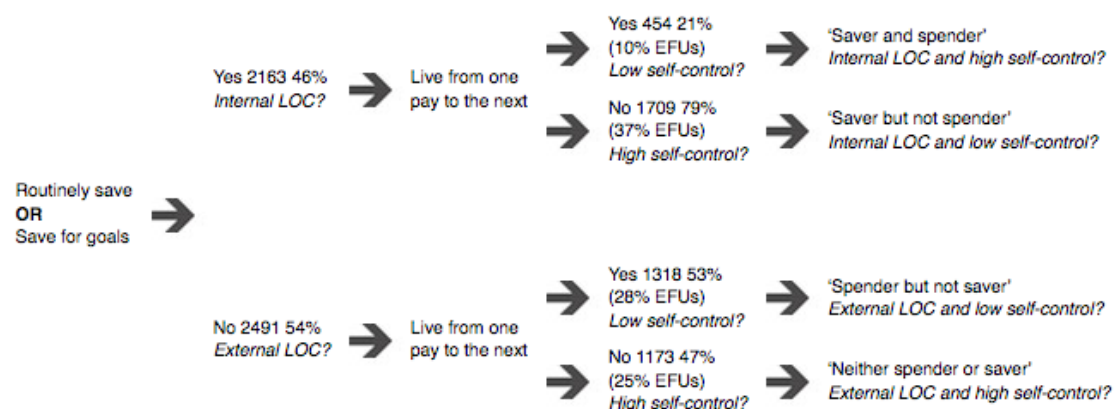 Routinely save
OR
Save for goals
Yes 2163 46%
Internal LOC?
Live from one
pay to the next
Yes 454 21%
(10% EFUs)
Low self-control?
'Saver and spender'
Internal LOC and high self-control?
No 1709 79%
(37% EFUs)
High self-control?
'Saver but not spender'
Internal LOC and low self-control?
No 2491 54%
External LOC?
Live from one
pay to the next
Yes 1318 53%
(28% EFUs)
Low self-control?
'Spender but not saver'
External LOC and low self-control?
No 1173 47%
(25% EFUs)
High self-control?
'Neither spender or saver'
External LOC and high self-control?